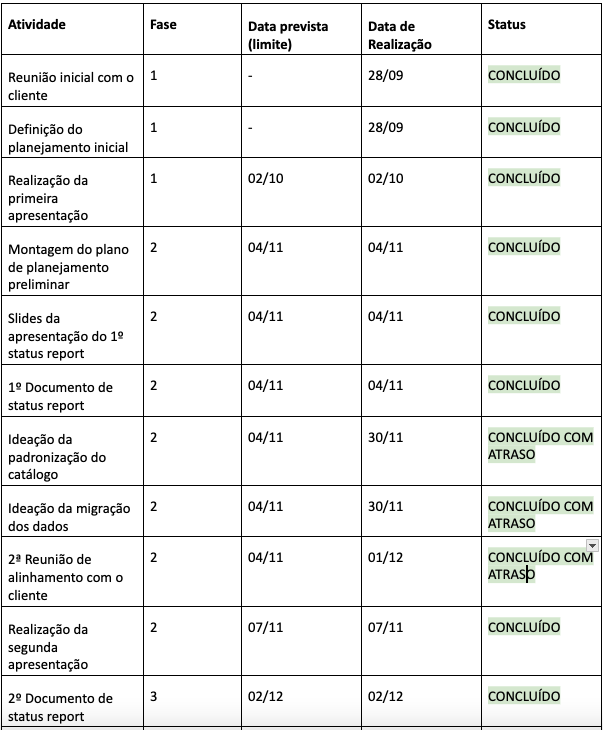 Atividade Fase Data prevista Data de Status
(limite) Realização
Reunião inicial com o 1 - 28/09 CONCLUÍDO
cliente
Definição do 1 - 28/09 CONCLUÍDO
planejamento inicial
Realização da 1 02/10 02/10 CONCLUÍDO
primeira
apresentação
Montagem do plano 2 04/11 04/11 CONCLUÍDO
de planejamento
preliminar
Slides da 2 04/11 04/11 CONCLUÍDO
apresentação do 1º
status report
1º Documento de 2 04/11 04/11 CONCLUÍDO
status report
Ideação da 2 04/11 30/11 CONCLUÍDO COM
padronização do ATRASO
catálogo
Ideação da migração 2 04/11 30/11 CONCLUÍDO COM
dos dados ATRASO
2ª Reunião de 2 04/11 01/12 CONCLUÍDO COM
alinhamento com o ATRASO
cliente
Realização da 2 07/11 07/11 CONCLUÍDO
segunda
apresentação
2º Documento de 3 02/12 02/12 CONCLUÍDO
status report